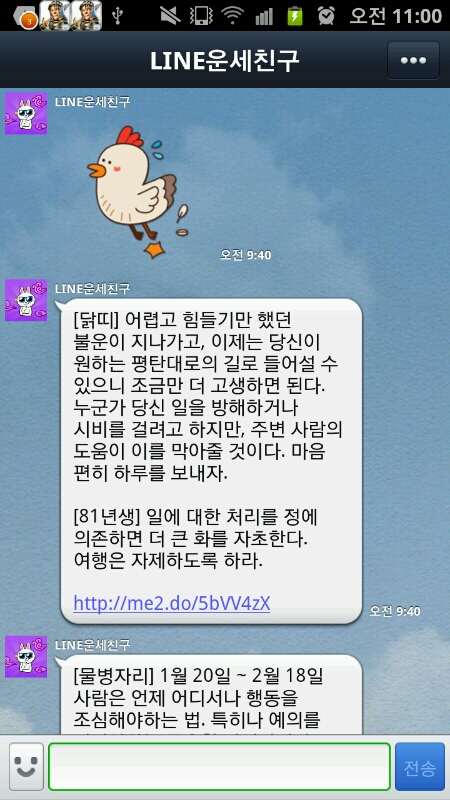 3
오전 11:00
LINE운세친구
LINE운세친구
오전 9:40
LINE운세친구
[닭띠] 어렵고 힘들기만 했던
불운이 지나가고, 이제는 당신이
원하는 평탄대로의 길로 들어설 수
있으니 조금만 더 고생하면 된다.
누군가 당신 일을 방해하거나
시비를 걸려고 하지만, 주변 사람의
도움이 이를 막아줄 것이다. 마음
편히 하루를 보내자.
[81년생] 일에 대한 처리를 정에
의존하면 더 큰 화를 자초한다.
여행은 자제하도록 하라.
http://me2.do/5bVV4zX
오전 9:40
LINE운세친구
[물병자리] 1월 20일 ~ 2월 18일
사람은 언제 어디서나 행동을
조심해야하는 법. 특히나 예의를
전송